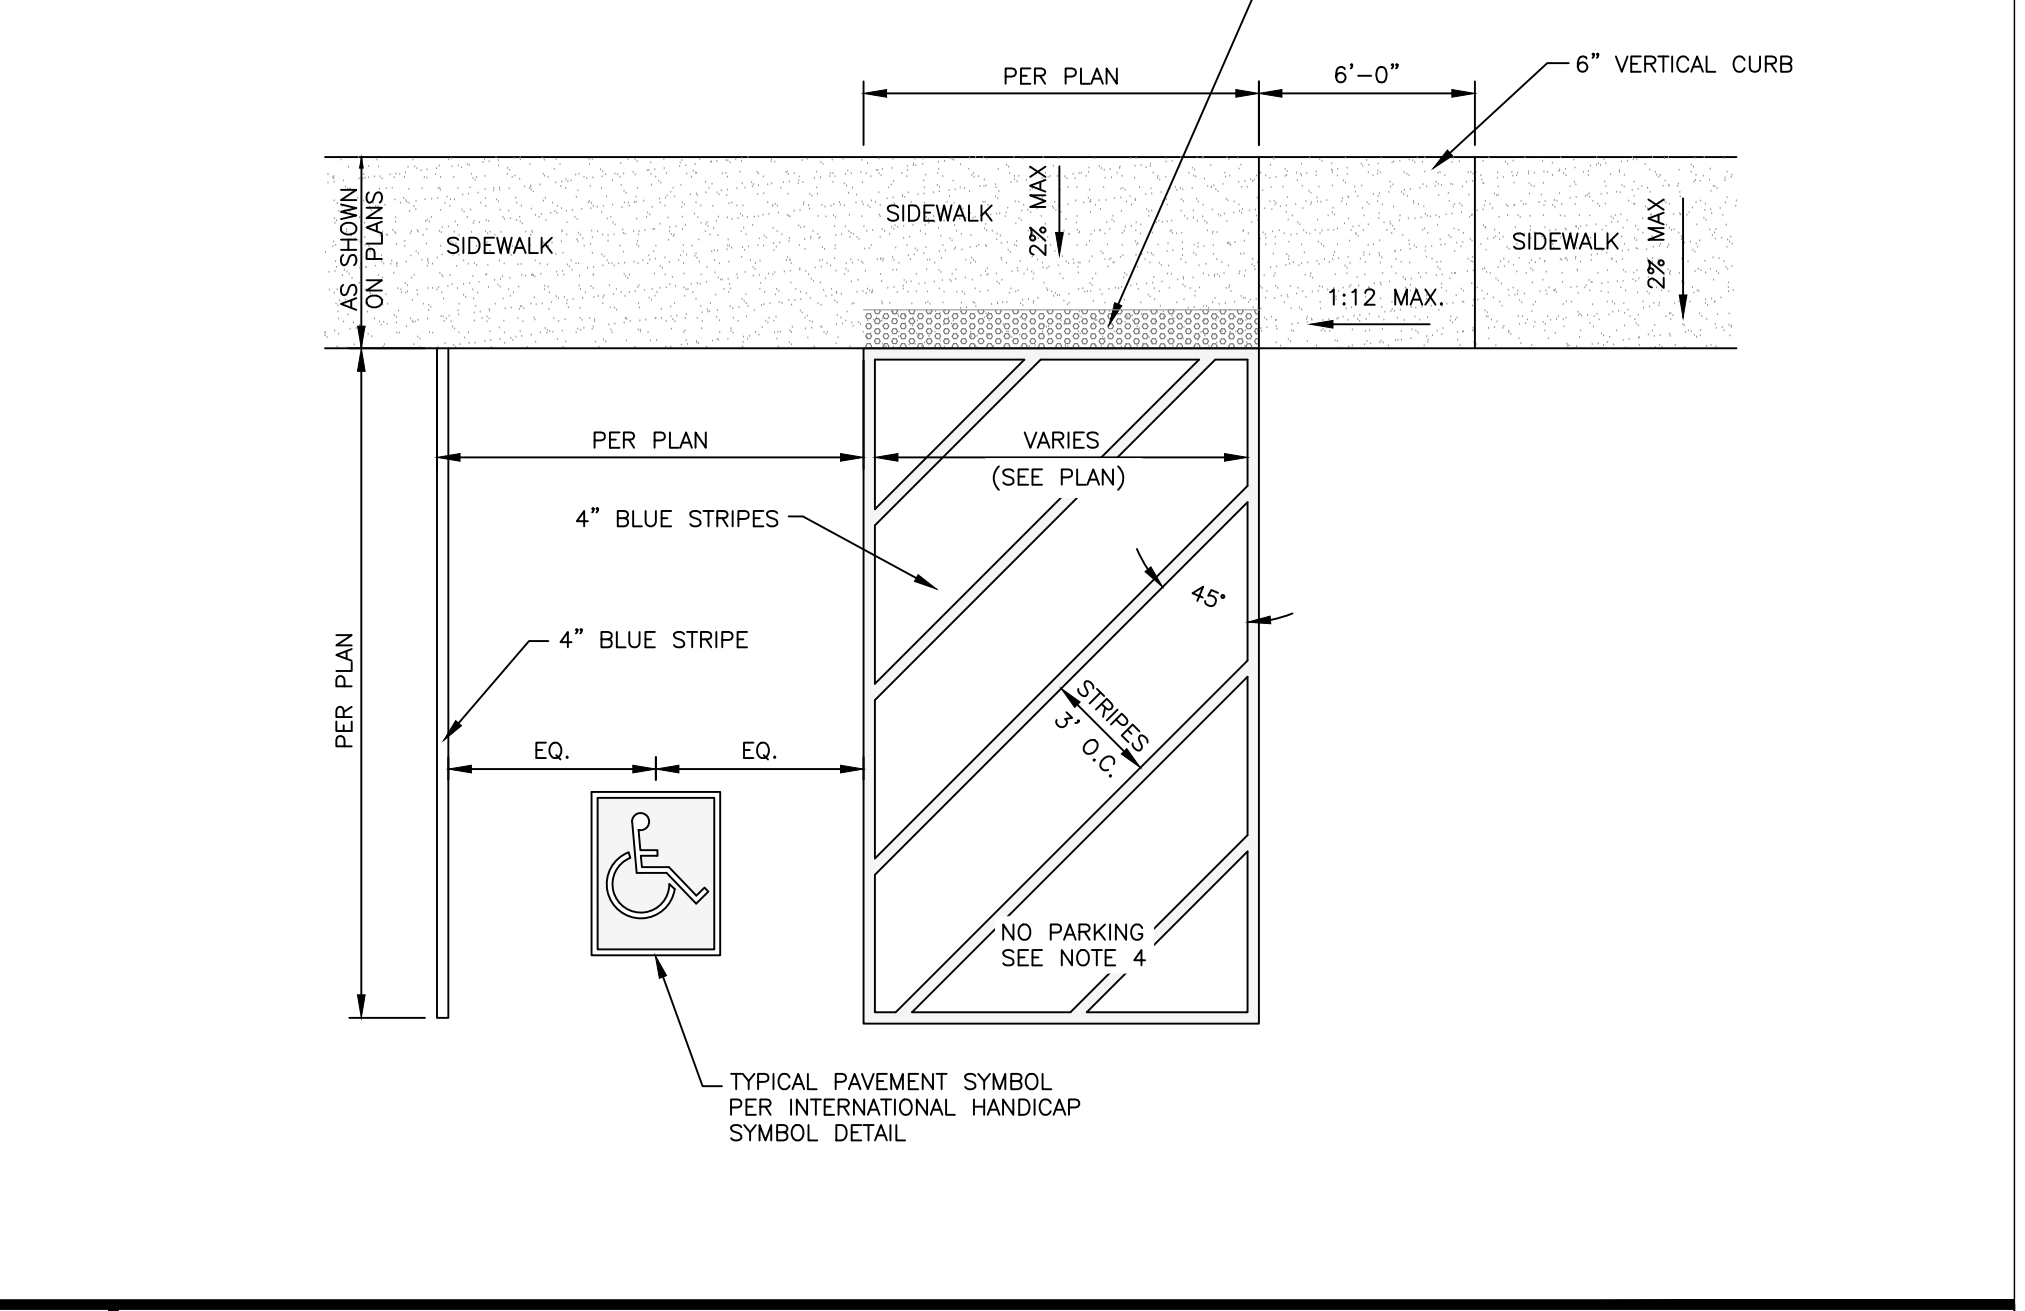 PER PLAN
6'-0"
6" VERTICAL CURB
AS SHOWN
ON PLANS
SIDEWALK
SIDEWALK
2% MAX
SIDEWALK
2% MAX
1:12 MAX.
PER PLAN
VARIES
(SEE PLAN)
4" BLUE STRIPES
45°
4" BLUE STRIPE
PER PLAN
STRIPES
3' O.C.
EQ.
EQ.
NO PARKING
SEE NOTE 4
TYPICAL PAVEMENT SYMBOL
PER INTERNATIONAL HANDICAP
SYMBOL DETAIL